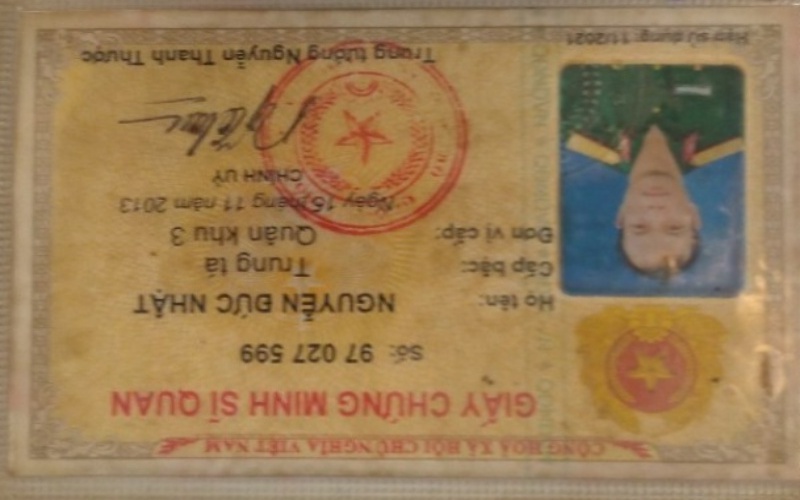 CỘNG HOÀ XÃ HỘI CHỦ NGHĨA VIỆT NAM
GIẤY CHỨNG MINH SĨ QUAN
Số: 97 027 599
Họ tên: NGUYỄN ĐỨC NHẬT
Cấp bậc: Trung tá
Đơn vị cấp: Quân khu 3
Ngày 15 tháng 11 năm 2013
CHÍNH UỶ
Trung tướng Nguyễn Thanh Thược
Hạn sử dụng: 11/2021